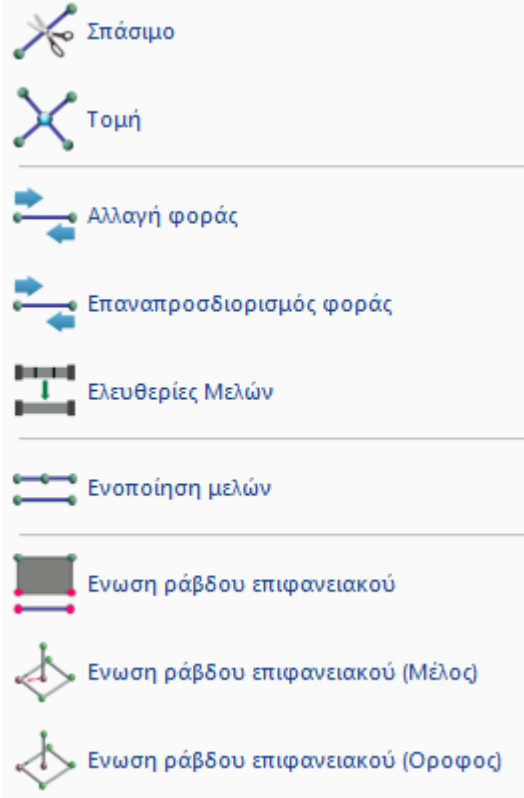 Σπάσιμο
Τομή
Αλλαγή φοράς
Επαναπροσδιορισμός φοράς
Ελευθερίες Μελών
Ενοποίηση μελών
Ενωση ράβδου επιφανειακού
Ενωση ράβδου επιφανειακού (Μέλος)
Ενωση ράβδου επιφανειακού (Οροφος)